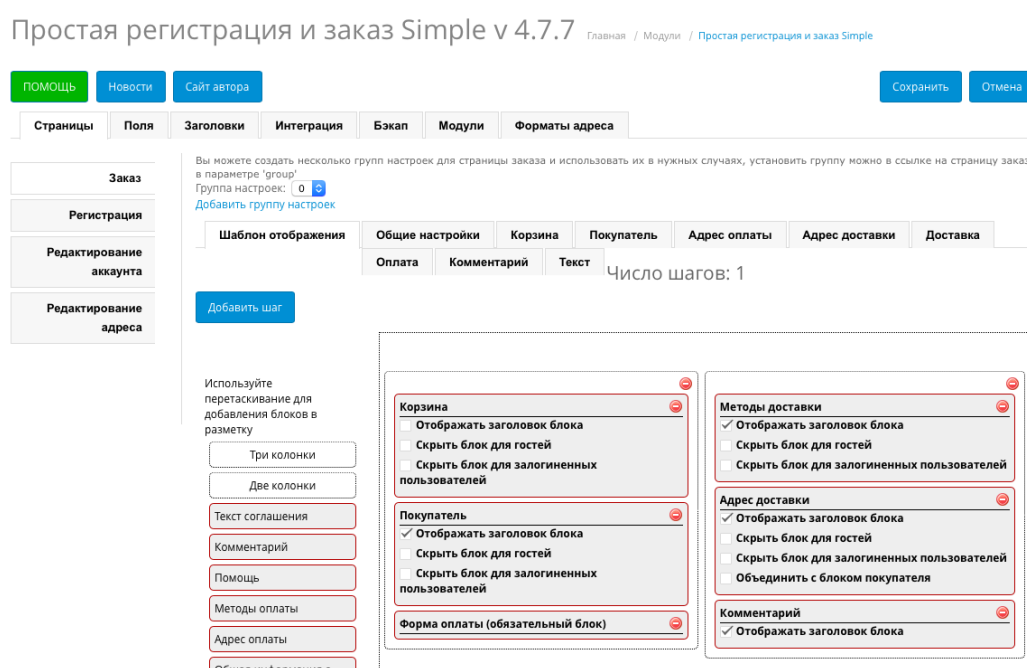 Простая регистрация и заказ Simple v 4.7.7
Главная / Модули / Простая регистрация и заказ Simple
ПОМОЩЬ
Новости
Сайт автора
Сохранить
Отмена
Страницы
Поля
Заголовки
Интеграция
Бэкап
Модули
Форматы адреса
Заказ
Регистрация
Редактирование
аккаунта
Редактирование
адреса
Вы можете создать несколько групп настроек для страницы заказа и использовать их в нужных случаях, установить группу можно в ссылке на страницу заказ
в параметре 'group'
Группа настроек: 0
Добавить группу настроек
Шаблон отображения
Общие настройки
Корзина
Покупатель
Адрес оплаты
Адрес доставки
Доставка
Оплата
Комментарий
Текст
Число шагов: 1
Добавить шаг
Используйте
перетаскивание для
добавления блоков в
разметку
Три колонки
Две колонки
Текст соглашения
Комментарий
Помощь
Методы оплаты
Адрес оплаты
Корзина
Отображать заголовок блока
Скрыть блок для гостей
Скрыть блок для залогиненных
пользователей
Покупатель
Отображать заголовок блока
Скрыть блок для гостей
Скрыть блок для залогиненных
пользователей
Форма оплаты (обязательный блок)
Методы доставки
Отображать заголовок блока
Скрыть блок для гостей
Скрыть блок для залогиненных пользователей
Адрес доставки
Отображать заголовок блока
Скрыть блок для гостей
Скрыть блок для залогиненных пользователей
Объединить с блоком покупателя
Комментарий
Отображать заголовок блока